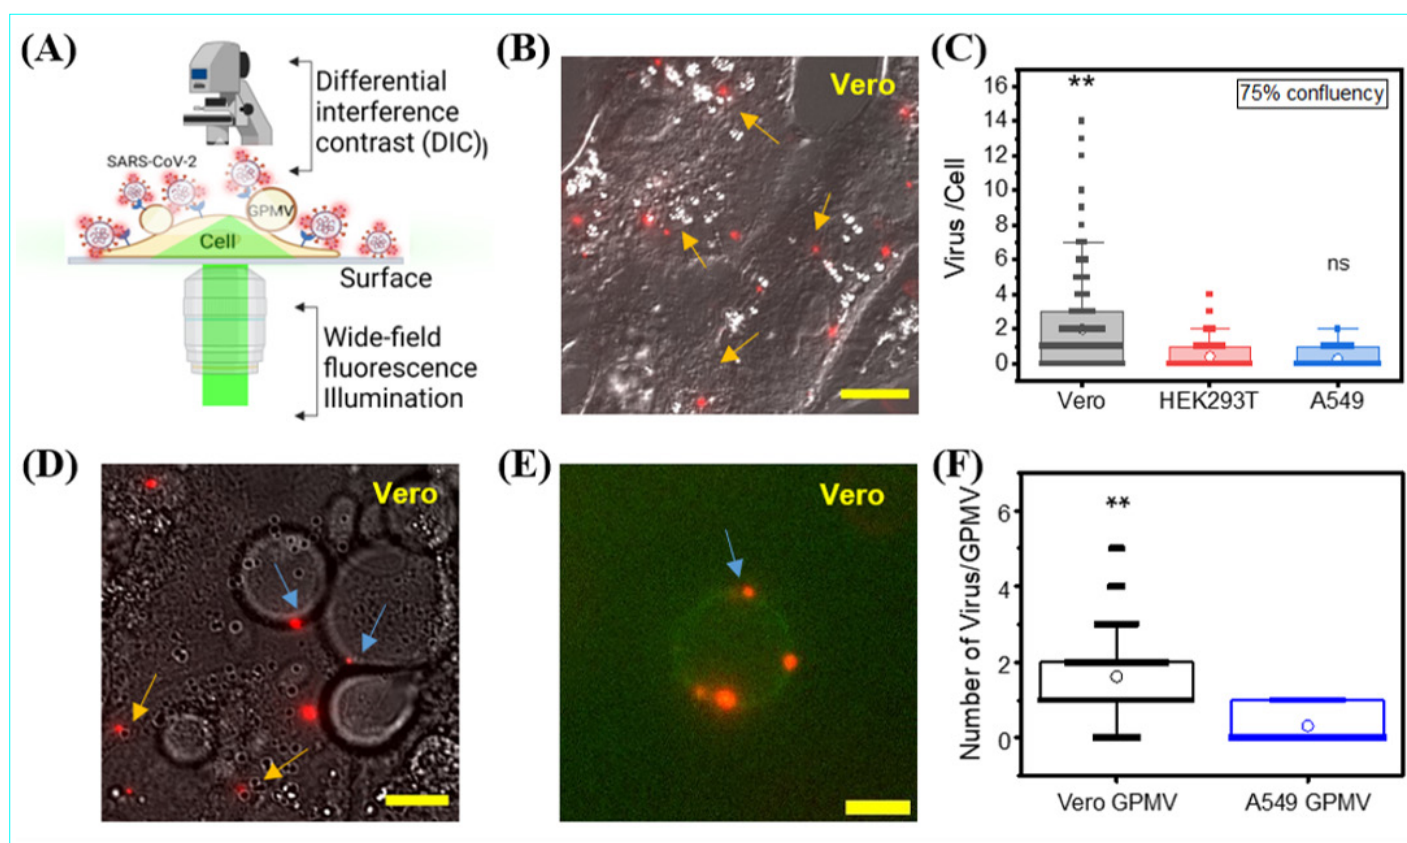 (A)
Differential
interference
contrast (DIC))
SARS-CoV-2
GPMV
Cell
Surface
Wide-field
fluorescence
Illumination
(B)
Vero
(C)
75% confluency
**
ns
Virus /Cell
16
14
12
10
8
6
4
2
0
Vero HEK293T A549
(D)
Vero
(E)
Vero
(F)
**
Number of Virus/GPMV
6
4
2
0
Vero GPMV A549 GPMV